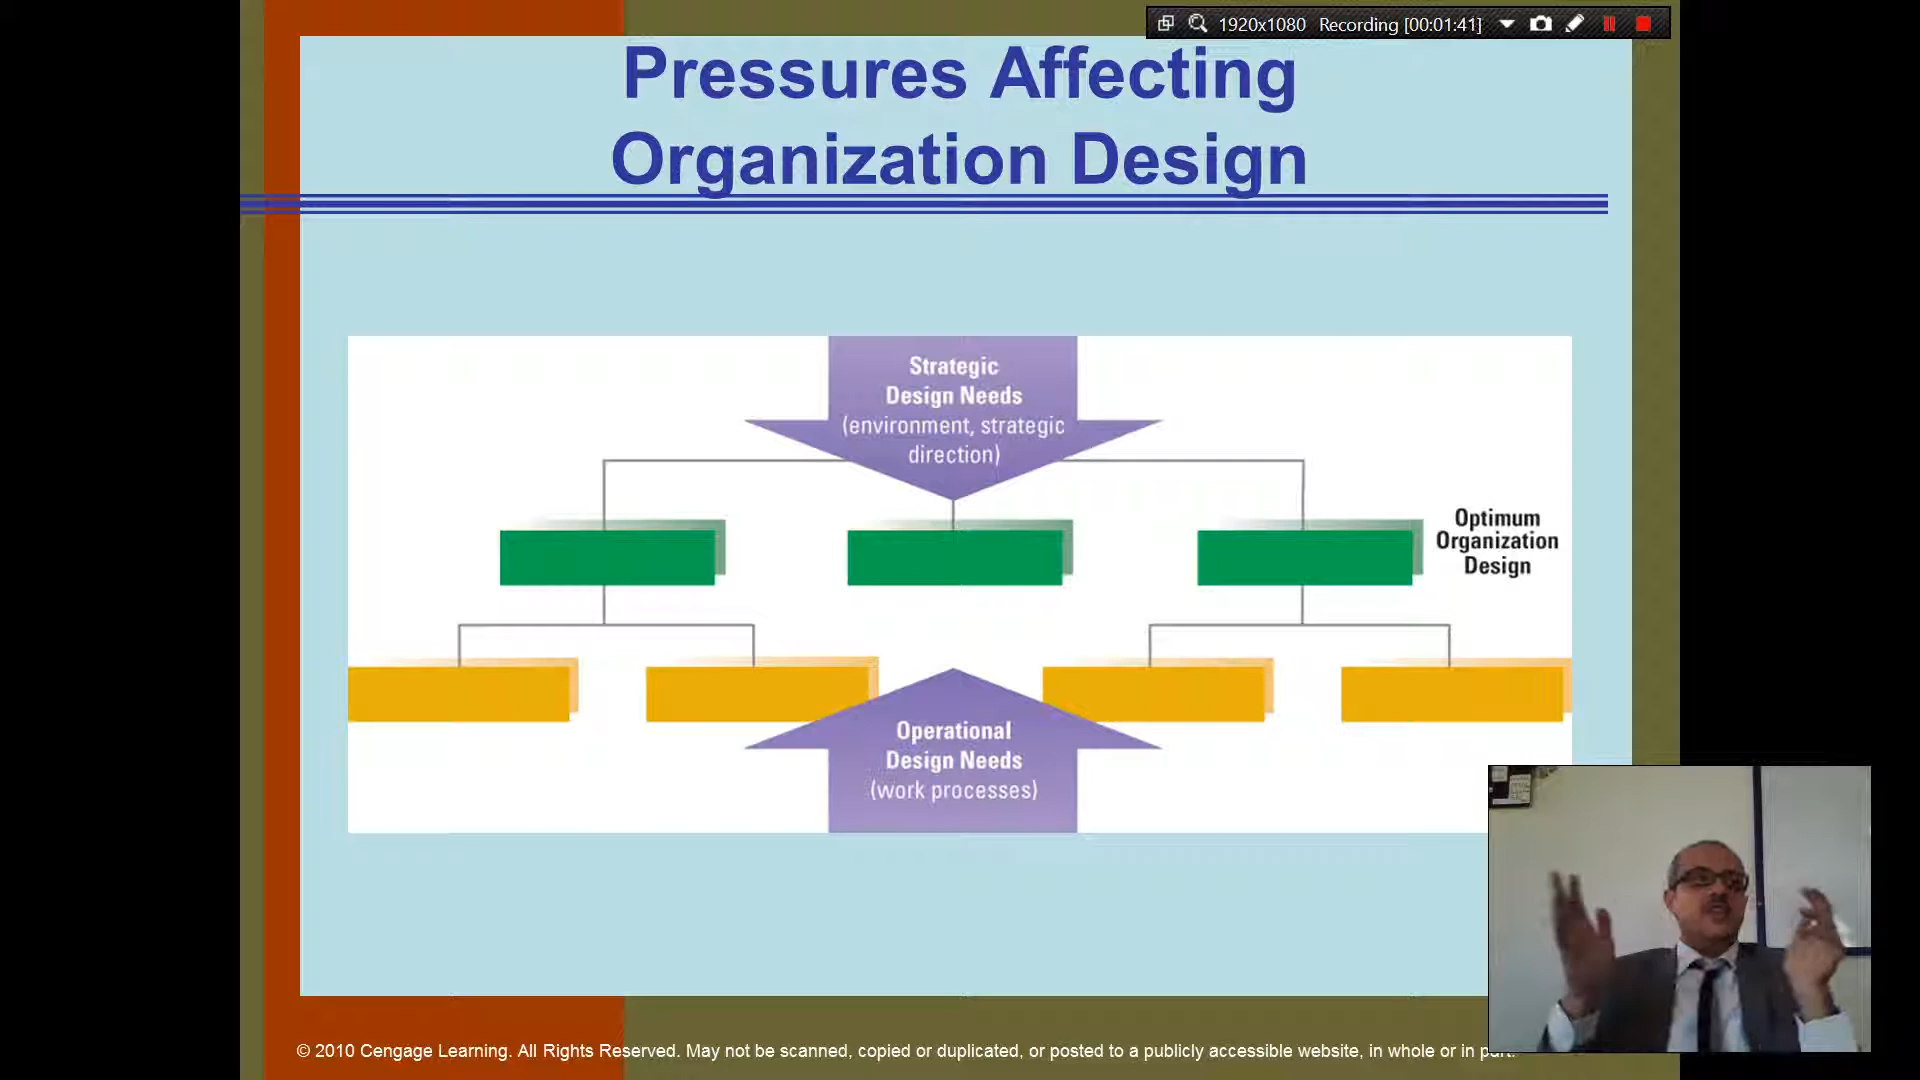 1920x1080 Recording [00:01:41]
Pressures Affecting
Organization Design
Strategic
Design Needs
(environment, strategic
direction)
Optimum
Organization
Design
Operational
Design Needs
(work processes)
© 2010 Cengage Learning. All Rights Reserved. May not be scanned, copied or duplicated, or posted to a publicly accessible website, in whole or in part.